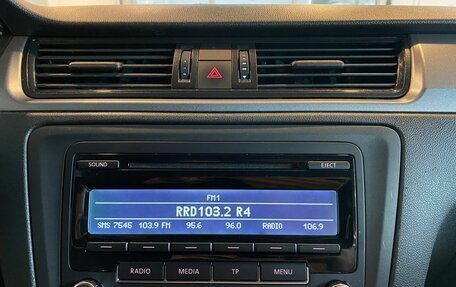 SOUND
EJECT
FM1
RRD103.2 R4
SMS 7545 103.9 FM 95.6 96.0 RADIO 106.9
RADIO MEDIA TP MENU